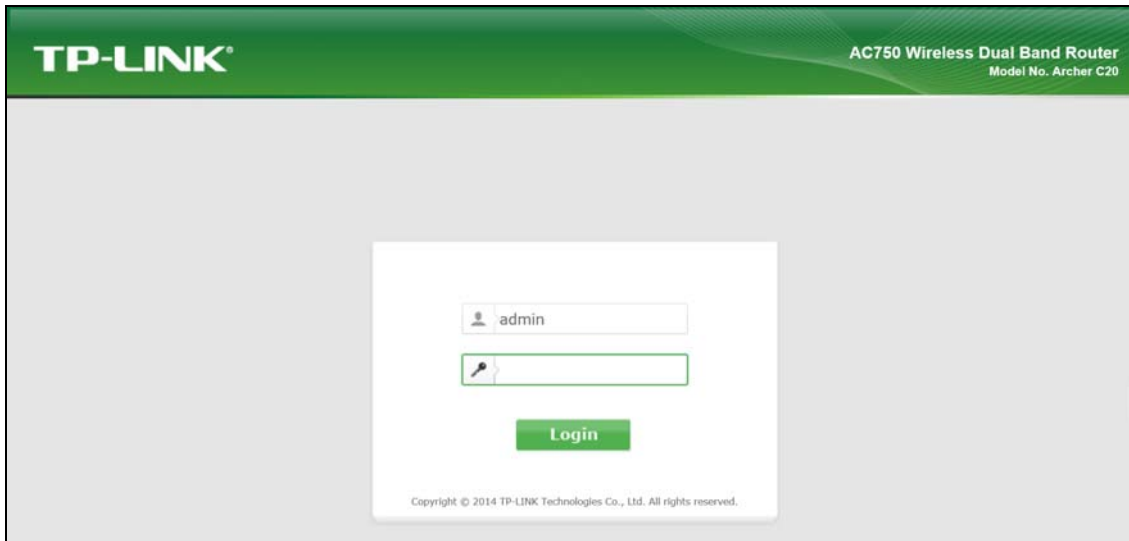 TP-LINK®
AC750 Wireless Dual Band Router
Model No. Archer C20
admin
Login
Copyright © 2014 TP-LINK Technologies Co., Ltd. All rights reserved.